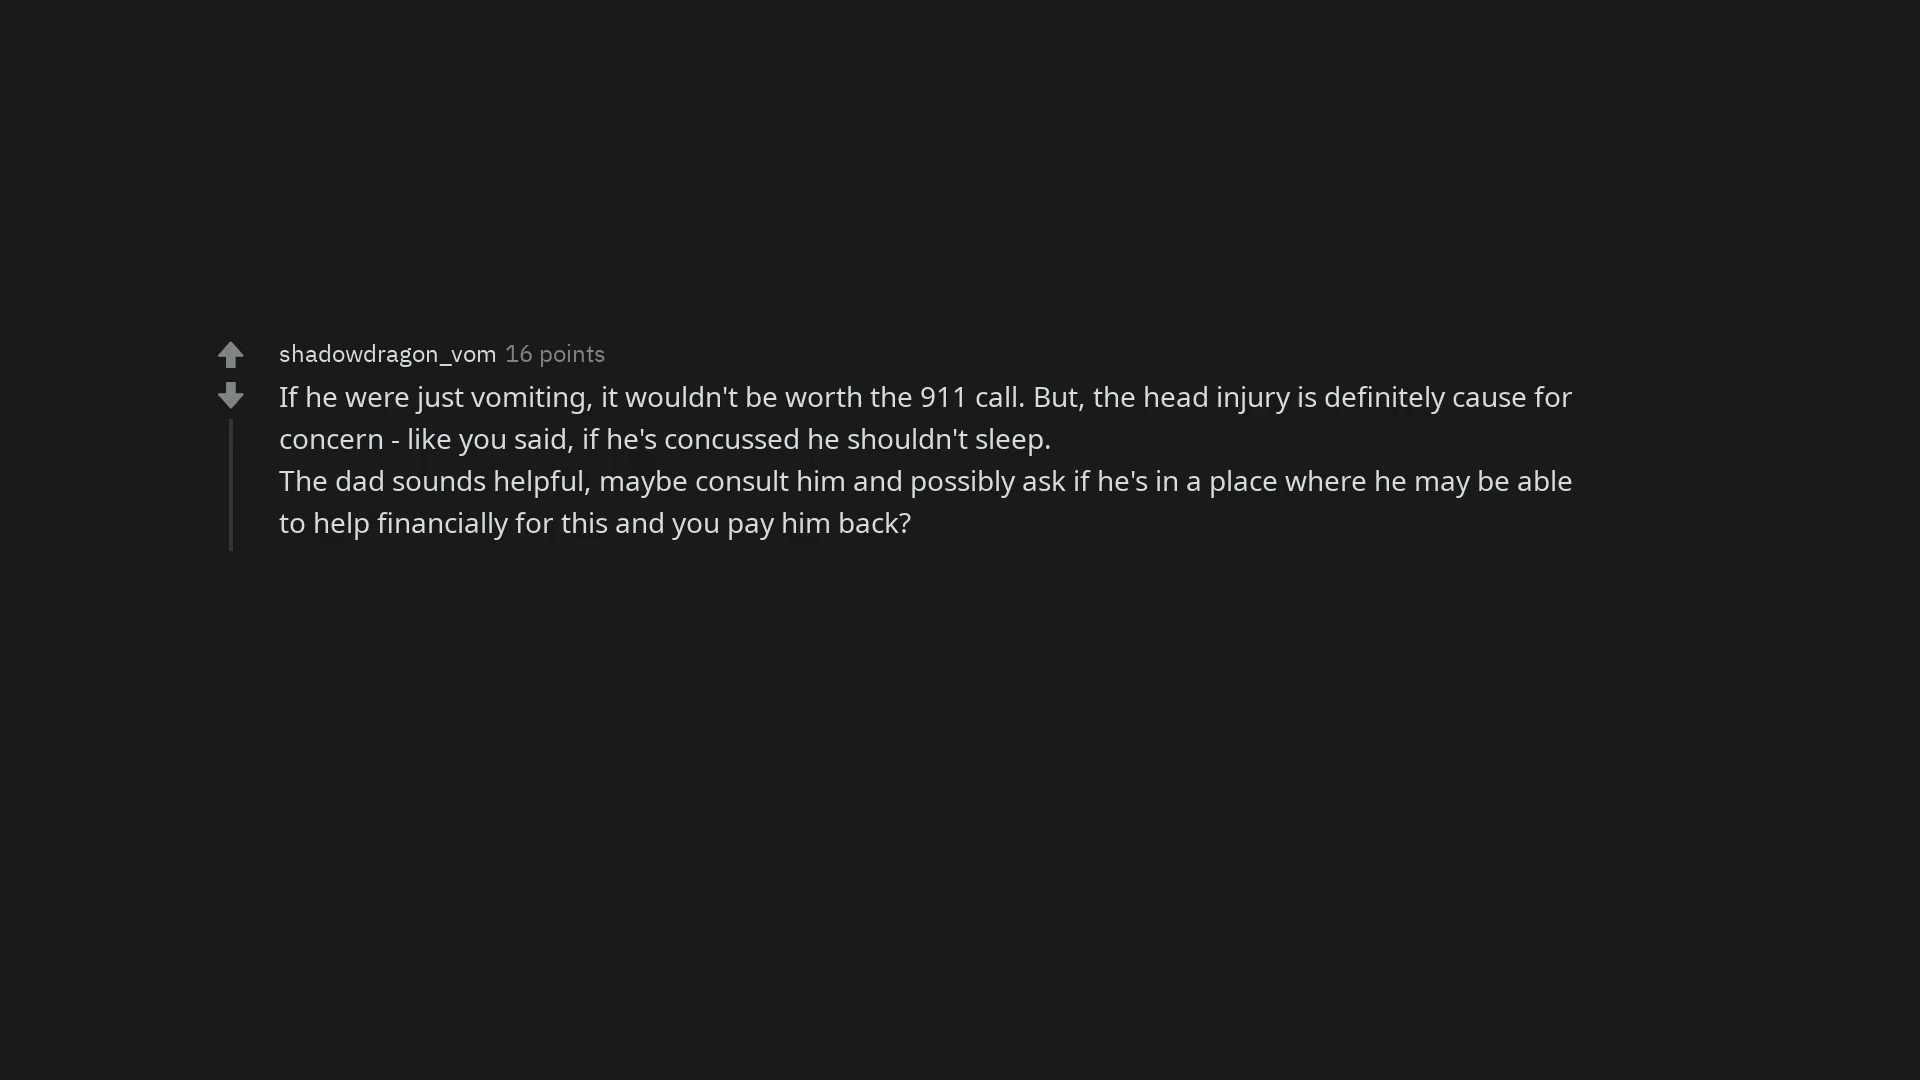 shadowdragon_vom 16 points
If he were just vomiting, it wouldn't be worth the 911 call. But, the head injury is definitely cause for
concern - like you said, if he's concussed he shouldn't sleep.
The dad sounds helpful, maybe consult him and possibly ask if he's in a place where he may be able
to help financially for this and you pay him back?